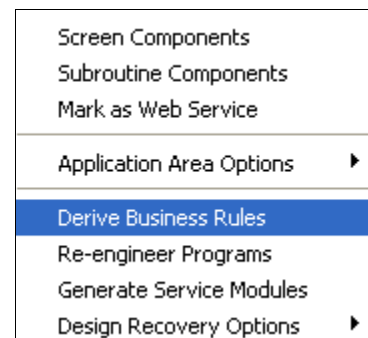 Screen Components
Subroutine Components
Mark as Web Service
Application Area Options
Derive Business Rules
Re-engineer Programs
Generate Service Modules
Design Recovery Options